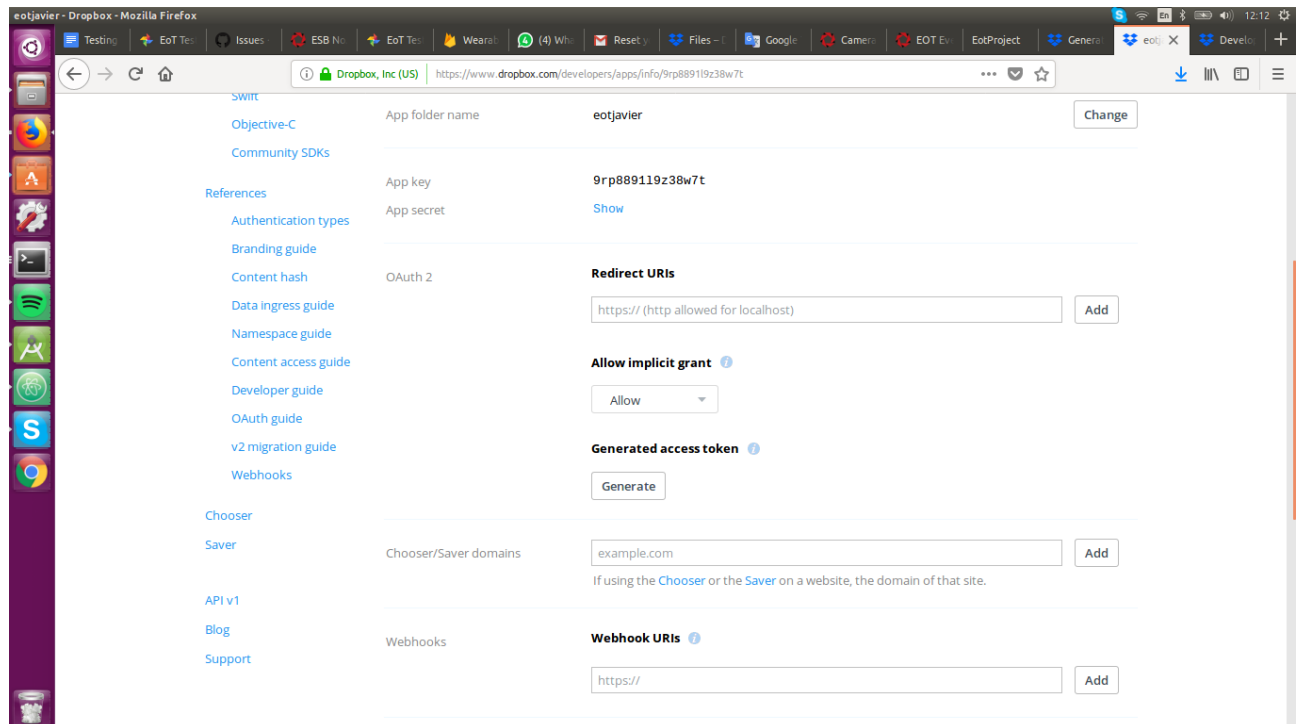 eotjavier - Dropbox - Mozilla Firefox
En 12:12
Testing EoT Tes Issues - ESB No EoT Tes Wearab (4) Wha Reset y Files – Google Camera EOT Ev EotProject Genera eotj Develo
Dropbox, Inc (US) https://www.dropbox.com/developers/apps/info/9rp8891l9z38w7t
Swift
Objective-C
Community SDKs
References
Authentication types
Branding guide
Content hash
Data ingress guide
Namespace guide
Content access guide
Developer guide
OAuth guide
v2 migration guide
Webhooks
Chooser
Saver
API v1
Blog
Support
App folder name eotjavier Change
App key 9rp8891l9z38w7t
App secret Show
OAuth 2 Redirect URIs
https:// (http allowed for localhost) Add
Allow implicit grant
Allow
Generated access token
Generate
Chooser/Saver domains example.com Add
If using the Chooser or the Saver on a website, the domain of that site.
Webhooks Webhook URIs
https:// Add